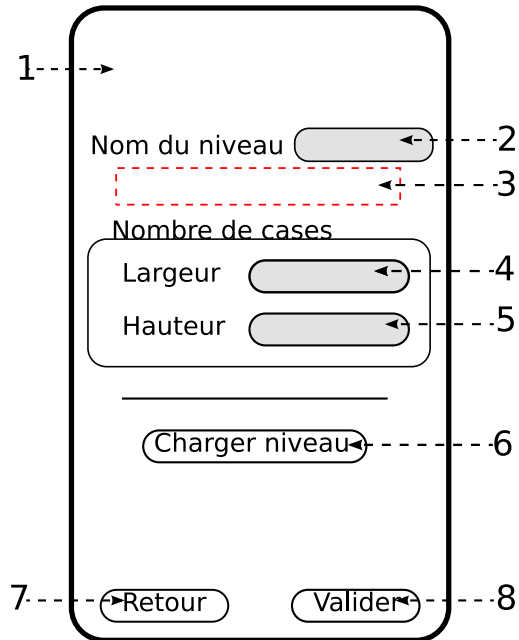 1
Nom du niveau 2
3
Nombre de cases
Largeur 4
Hauteur 5
Charger niveau 6
7 Retour Valider 8